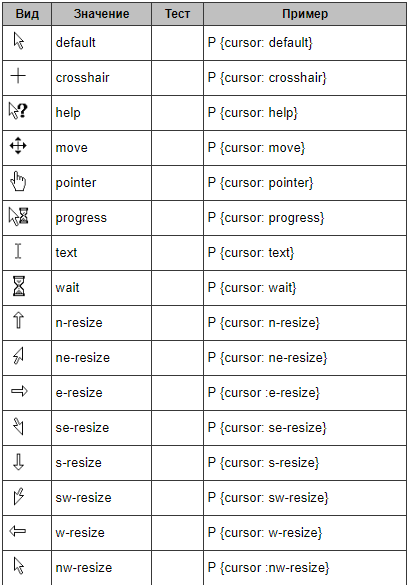 Вид Значение Тест Пример
default P {cursor: default}
crosshair P {cursor: crosshair}
help P {cursor: help}
move P {cursor: move}
pointer P {cursor: pointer}
progress P {cursor: progress}
text P {cursor: text}
wait P {cursor: wait}
n-resize P {cursor: n-resize}
ne-resize P {cursor: ne-resize}
e-resize P {cursor :e-resize}
se-resize P {cursor: se-resize}
s-resize P {cursor: s-resize}
sw-resize P {cursor: sw-resize}
w-resize P {cursor: w-resize}
nw-resize P {cursor :nw-resize}